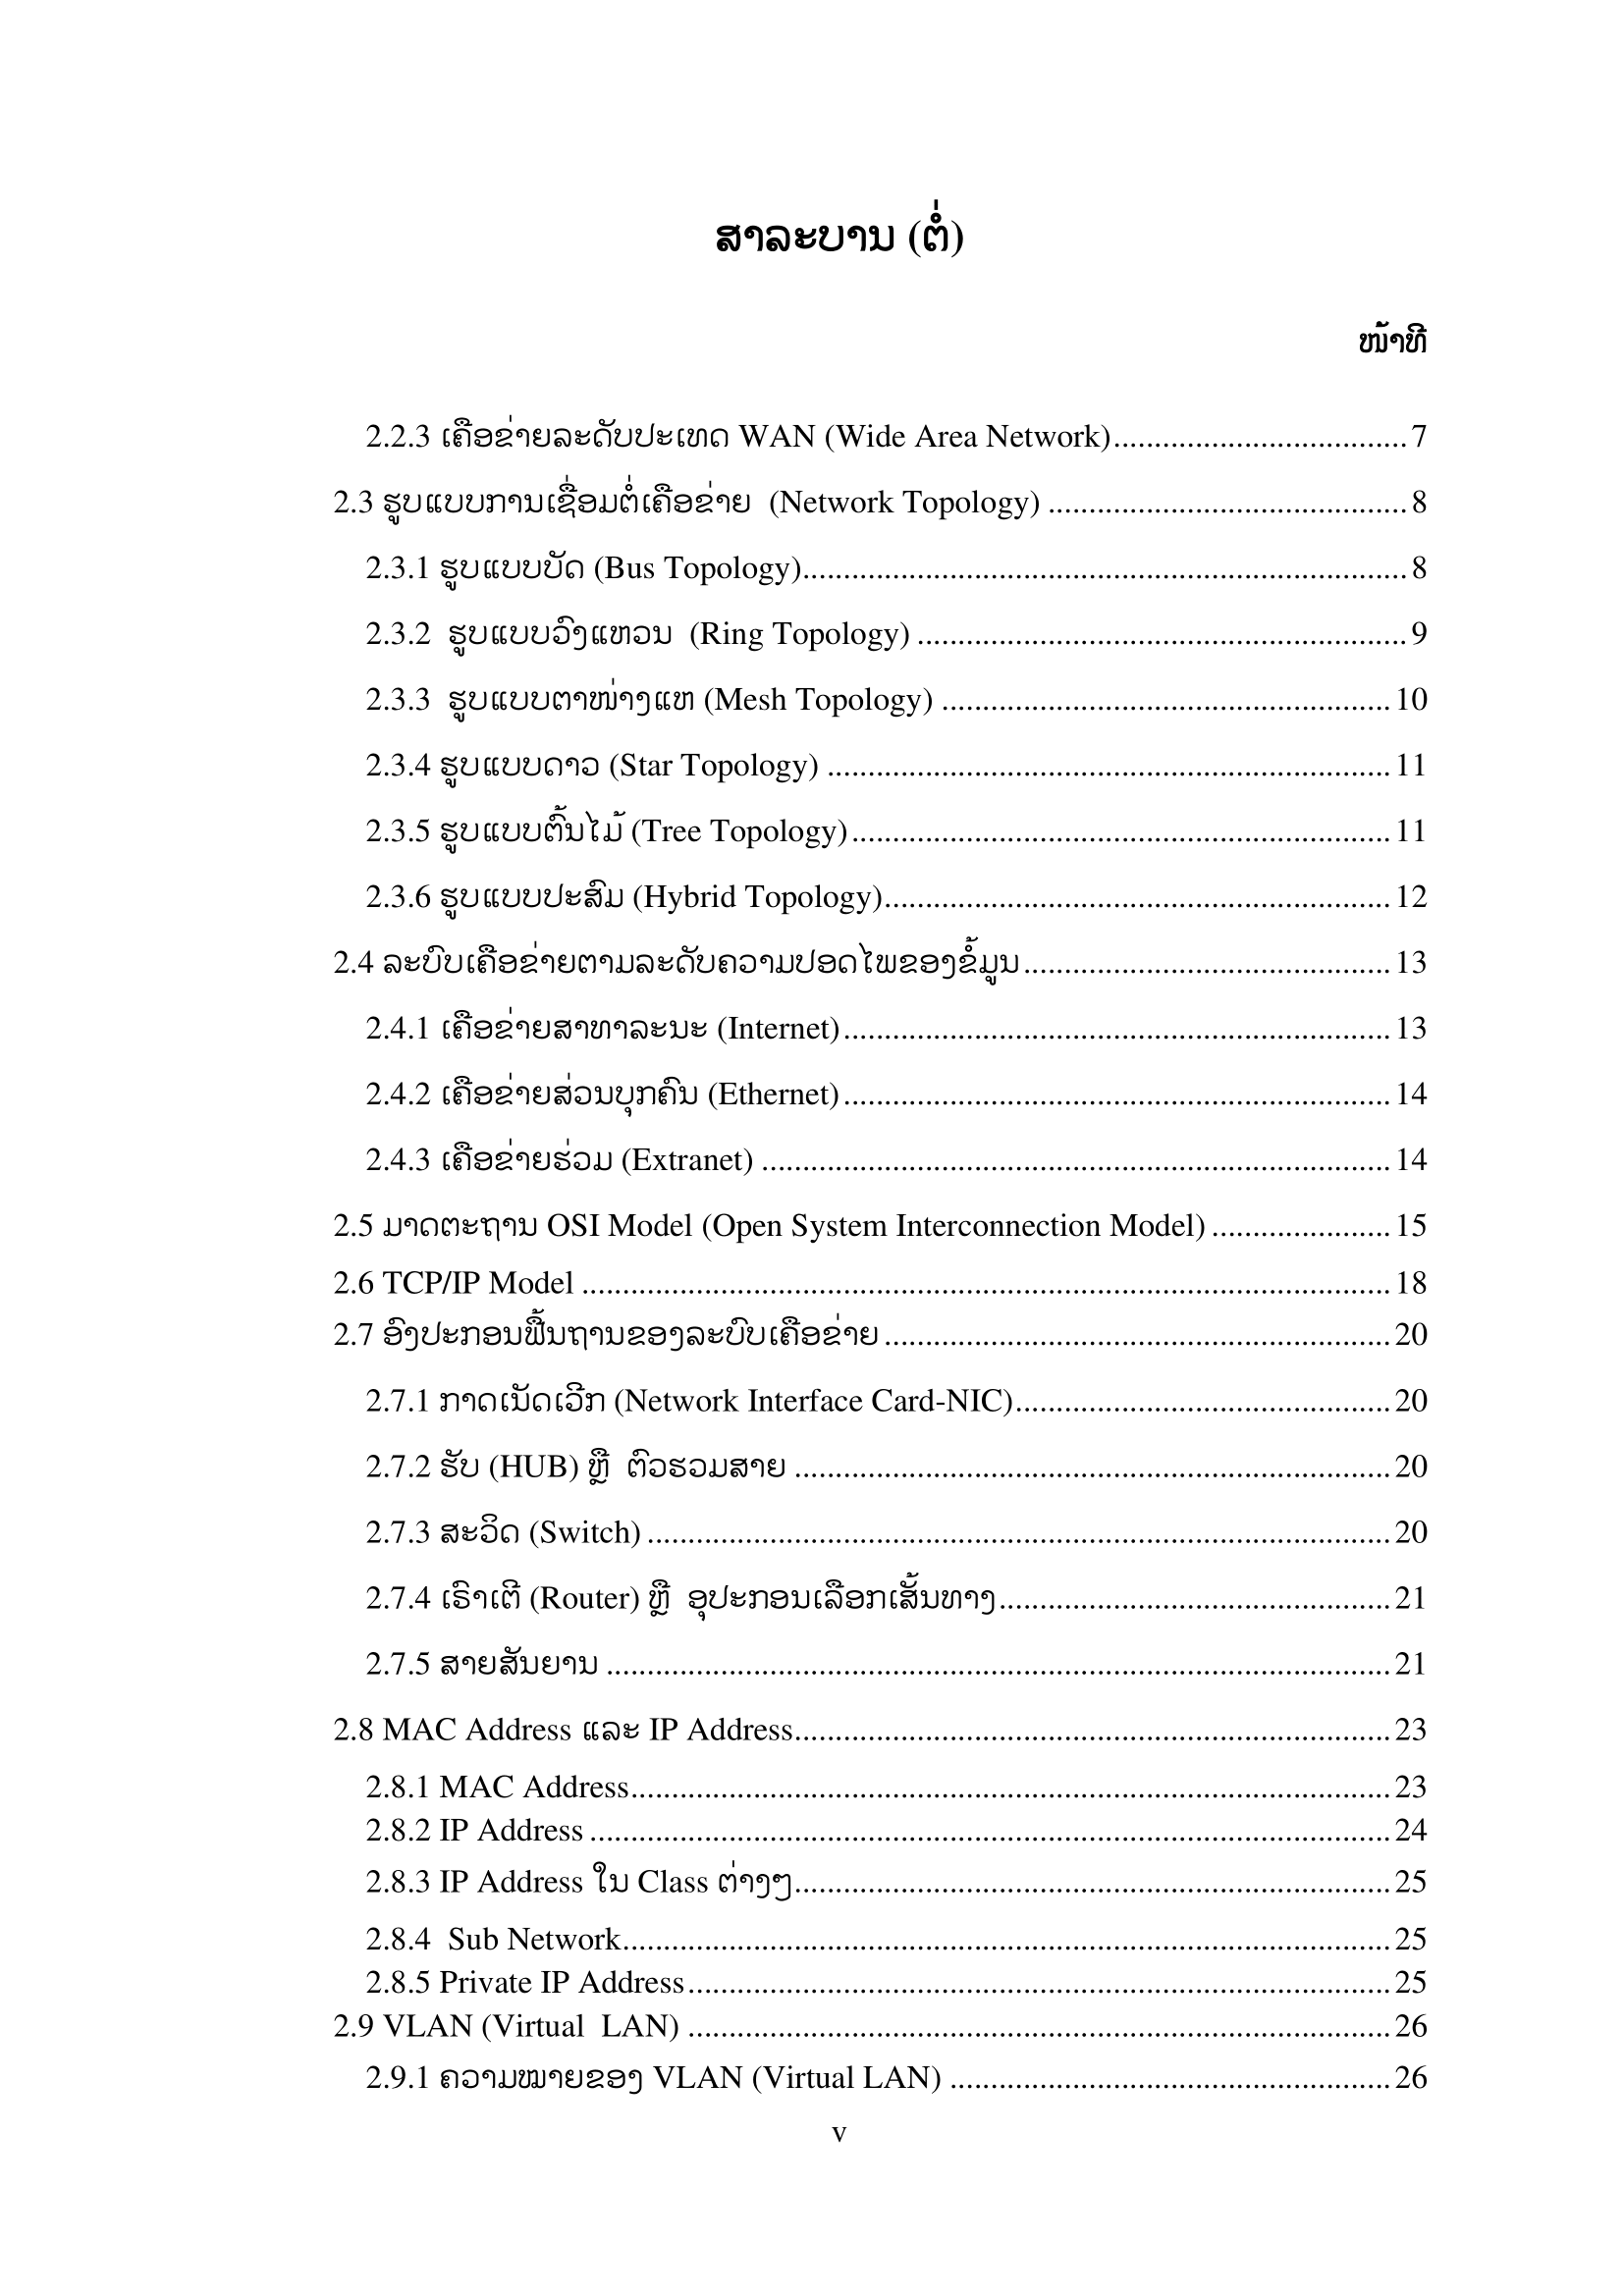 ສາລະບານ (ຕໍ່)
ໜ້າທີ
2.2.3 ເຄືອຂ່າຍລະດັບປະເທດ WAN (Wide Area Network)....................................7
2.3 ຮູບແບບການເຊື່ອມຕໍ່ເຄືອຂ່າຍ  (Network Topology) ............................................8
2.3.1 ຮູບແບບບັດ (Bus Topology)..........................................................................8
2.3.2  ຮູບແບບວົງແຫວນ  (Ring Topology) ............................................................9
2.3.3  ຮູບແບບຕາໜ່າງແຫ (Mesh Topology) .......................................................10
2.3.4 ຮູບແບບດາວ (Star Topology) .....................................................................11
2.3.5 ຮູບແບບຕົ້ນໄມ້ (Tree Topology)..................................................................11
2.3.6 ຮູບແບບປະສົມ (Hybrid Topology)..............................................................12
2.4 ລະບົບເຄືອຂ່າຍຕາມລະດັບຄວາມປອດໄພຂອງຂໍ້ມູນ.............................................13
2.4.1 ເຄືອຂ່າຍສາທາລະນະ (Internet)...................................................................13
2.4.2 ເຄືອຂ່າຍສ່ວນບຸກຄົນ (Ethernet)...................................................................14
2.4.3 ເຄືອຂ່າຍຮ່ວມ (Extranet) .............................................................................14
2.5 ມາດຕະຖານ OSI Model (Open System Interconnection Model) ......................15
2.6 TCP/IP Model ...................................................................................................18
2.7 ອົງປະກອນຟື້ນຖານຂອງລະບົບເຄືອຂ່າຍ..............................................................20
2.7.1 ກາດເນັດເວີກ (Network Interface Card-NIC)..............................................20
2.7.2 ຮັບ (HUB) ຫຼື  ຕົວຮວມສາຍ .........................................................................20
2.7.3 ສະວິດ (Switch) ...........................................................................................20
2.7.4 ເຣົາເຕີ (Router) ຫຼື  ອຸປະກອນເລືອກເສັ້ນທາງ................................................21
2.7.5 ສາຍສັນຍານ ................................................................................................21
2.8 MAC Address ແລະ IP Address.........................................................................23
2.8.1 MAC Address.............................................................................................23
2.8.2 IP Address ..................................................................................................24
2.8.3 IP Address ໃນ Class ຕ່າງໆ.........................................................................25
2.8.4  Sub Network..............................................................................................25
2.8.5 Private IP Address......................................................................................25
2.9 VLAN (Virtual  LAN) ......................................................................................26
2.9.1 ຄວາມໝາຍຂອງ VLAN (Virtual LAN) ......................................................26
v